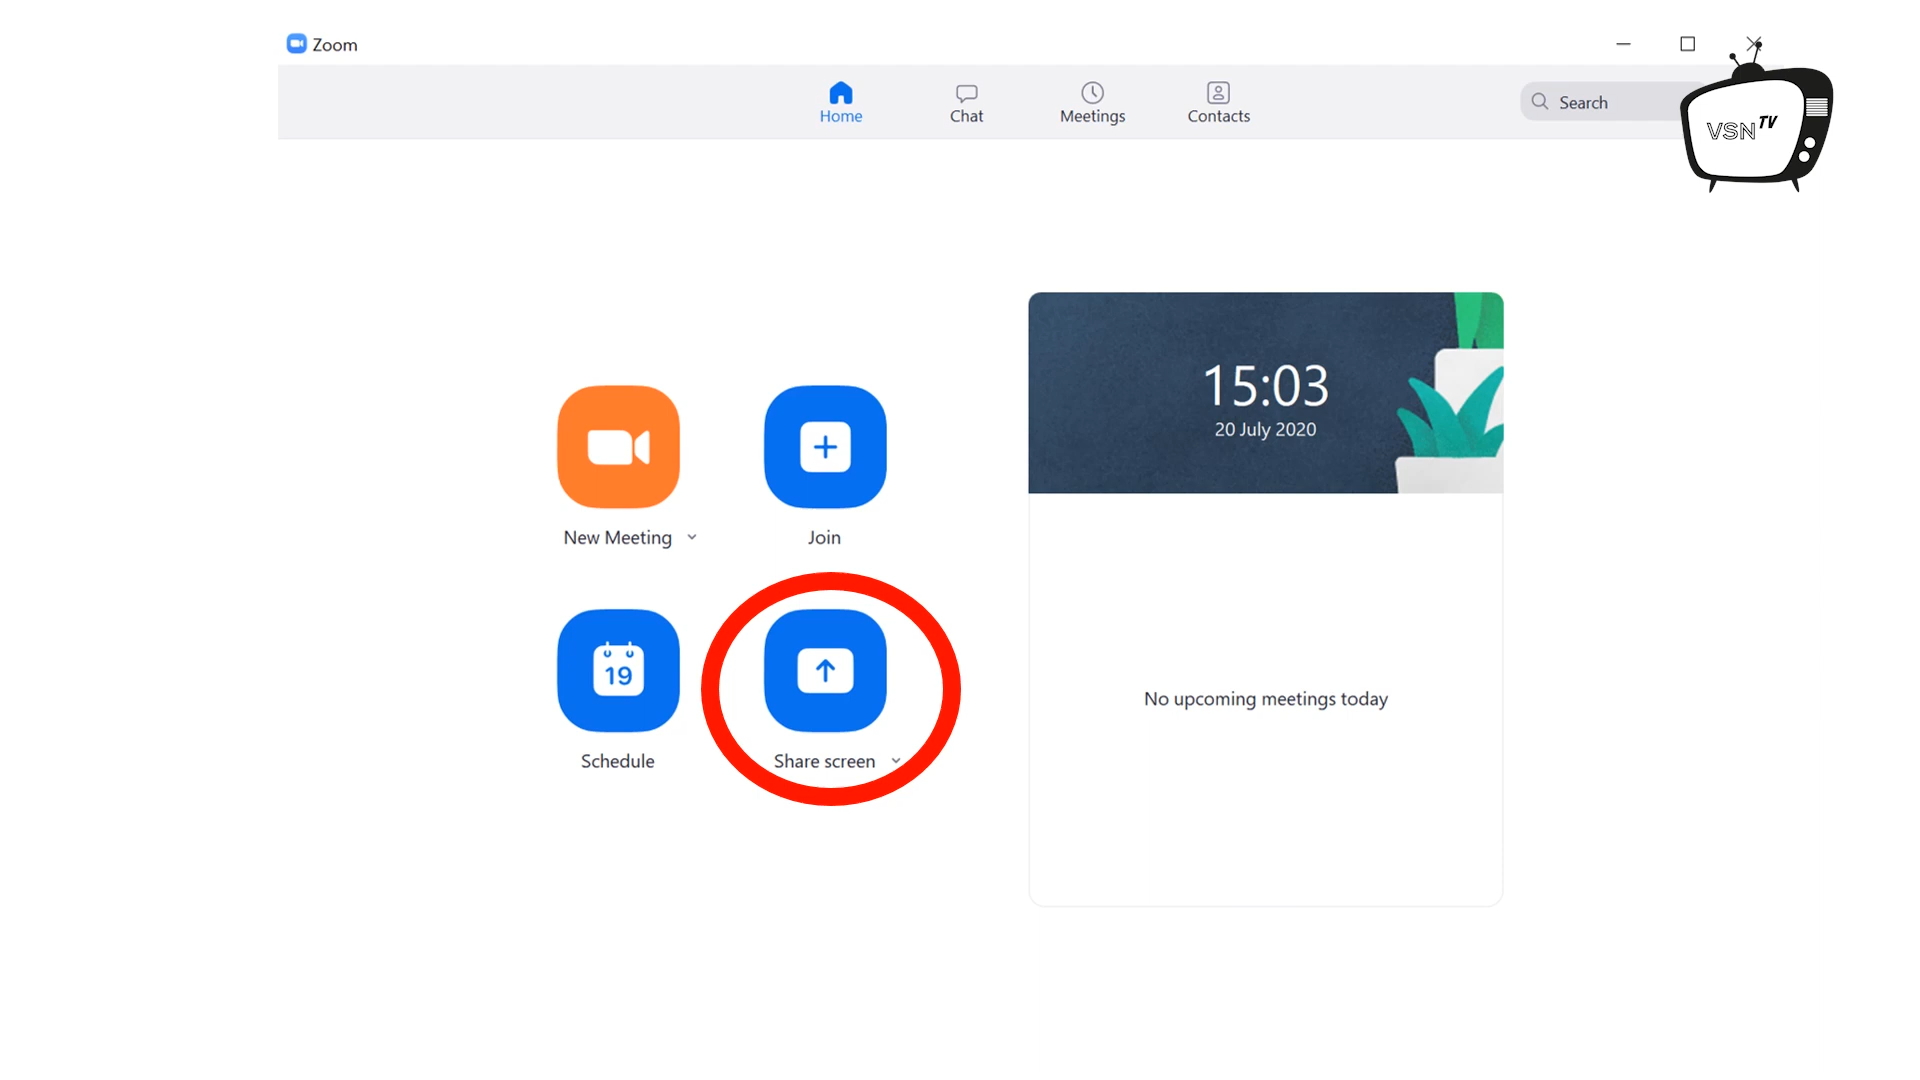 Zoom
Home
Chat
Meetings
Contacts
Search
VSN TV
15:03
20 July 2020
New Meeting
Join
19
Schedule
Share screen
No upcoming meetings today